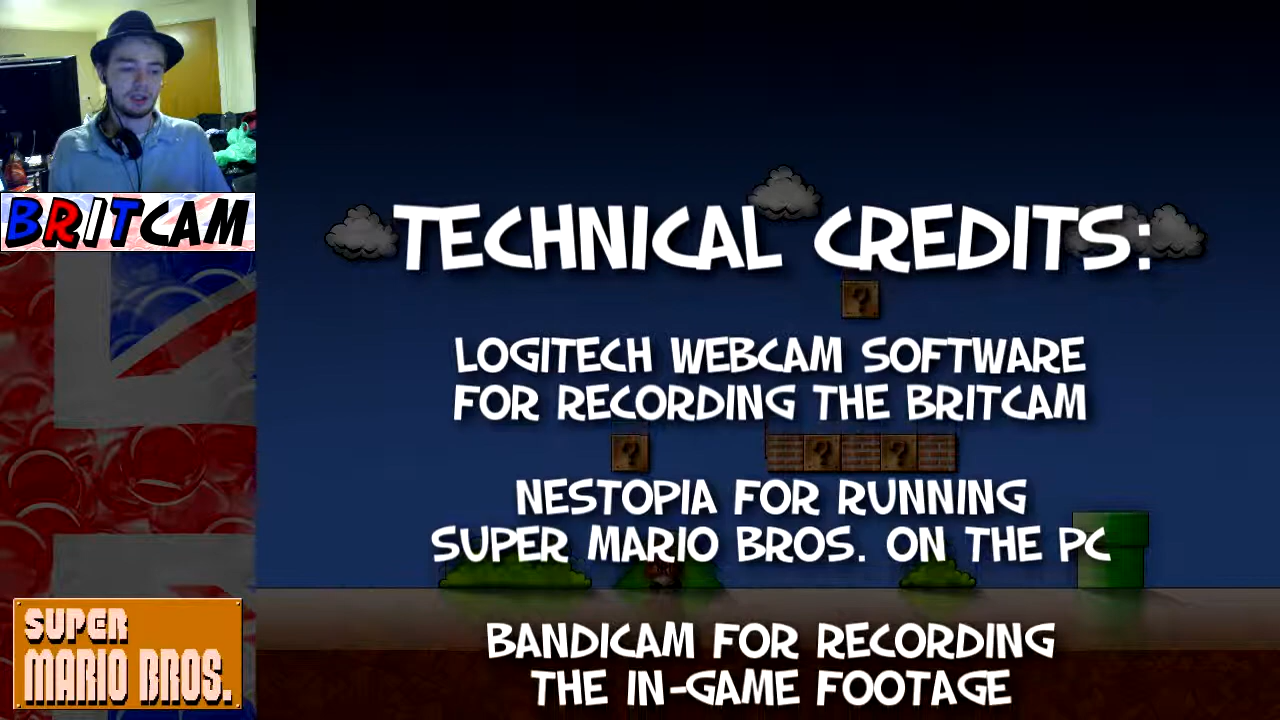 BRITCAM
TECHNICAL CREDITS:
?
LOGITECH WEBCAM SOFTWARE
FOR RECORDING THE BRITCAM
? ? ?
NESTOPIA FOR RUNNING
SUPER MARIO BROS. ON THE PC
SUPER
MARIO BROS.
BANDICAM FOR RECORDING
THE IN-GAME FOOTAGE